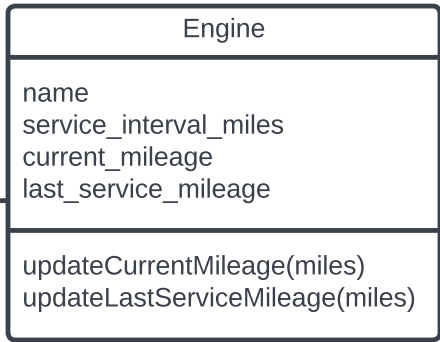 Engine
name
service_interval_miles
current_mileage
last_service_mileage
updateCurrentMileage(miles)
updateLastServiceMileage(miles)